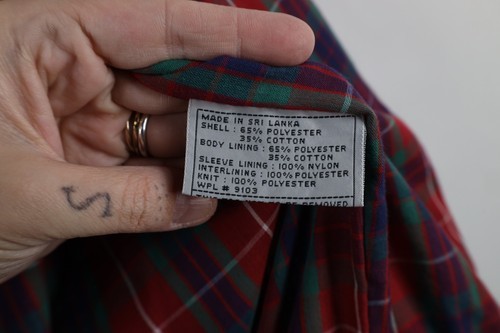 MADE IN SRI LANKA
SHELL : 65% POLYESTER
35% COTTON
BODY LINING : 65% POLYESTER
35% COTTON
SLEEVE LINING : 100% NYLON
INTERLINING : 100% POLYESTER
KNIT : 100% POLYESTER
WPL # 9103
REMOVED